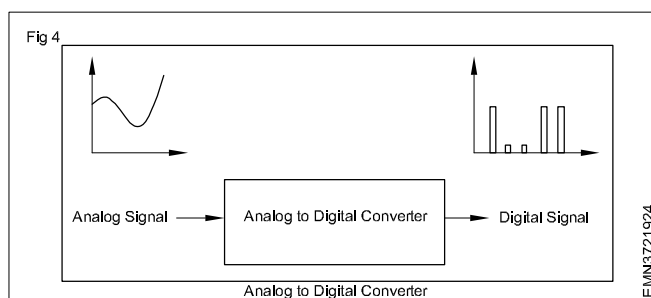 Fig 4
Analog Signal
Analog to Digital Converter
Digital Signal
Analog to Digital Converter
EMN3721924